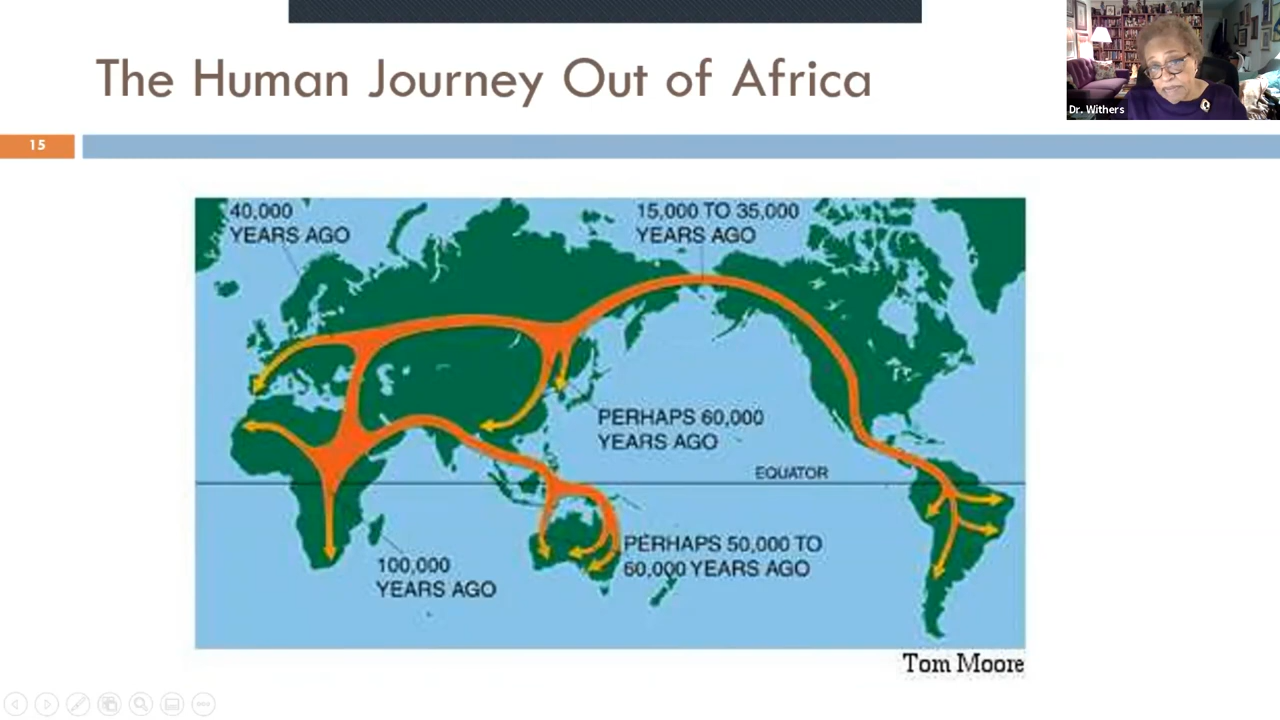 The Human Journey Out of Africa
Dr. Withers
15
40,000
YEARS AGO
15,000 TO 35,000
YEARS AGO
PERHAPS 60,000
YEARS AGO
EQUATOR
PERHAPS 50,000 TO
60,000 YEARS AGO
100,000
YEARS AGO
Tom Moore